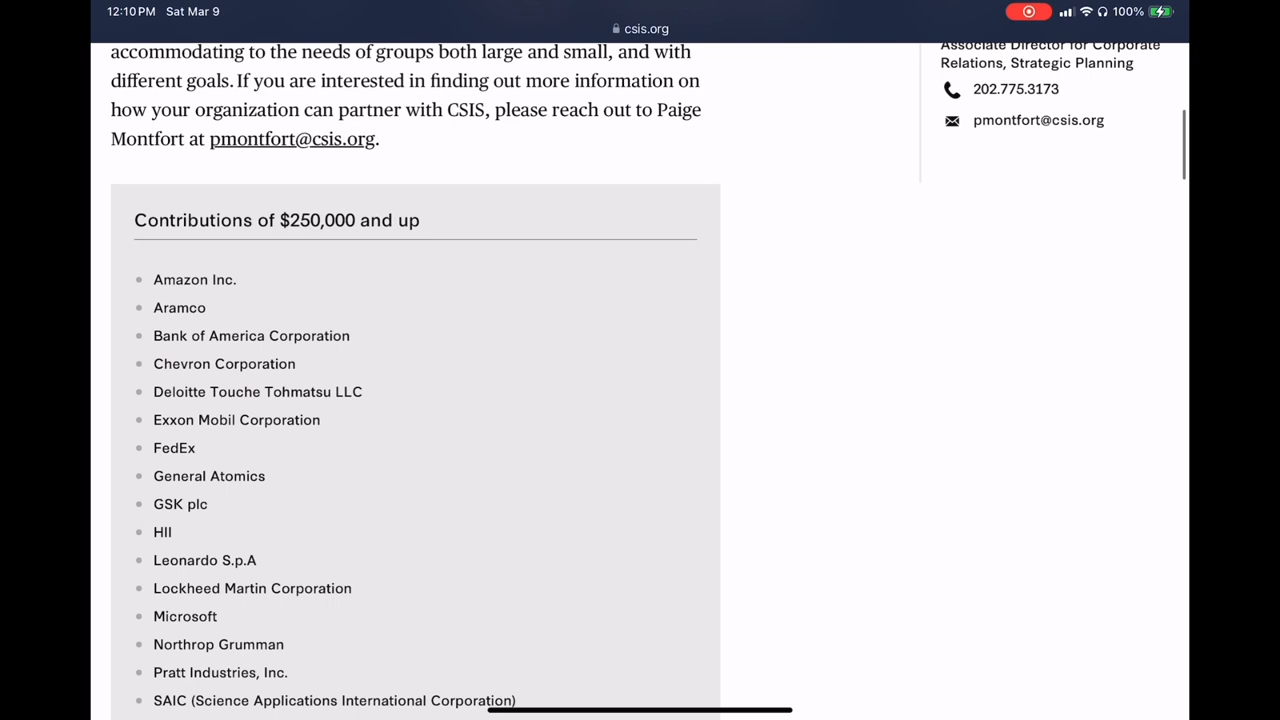 12:10 PM Sat Mar 9
100%
csis.org
accommodating to the needs of groups both large and small, and with
different goals. If you are interested in finding out more information on
how your organization can partner with CSIS, please reach out to Paige
Montfort at pmontfort@csis.org.
Associate Director for Corporate
Relations, Strategic Planning
202.775.3173
pmontfort@csis.org
Contributions of $250,000 and up
Amazon Inc.
Aramco
Bank of America Corporation
Chevron Corporation
Deloitte Touche Tohmatsu LLC
Exxon Mobil Corporation
FedEx
General Atomics
GSK plc
HII
Leonardo S.p.A
Lockheed Martin Corporation
Microsoft
Northrop Grumman
Pratt Industries, Inc.
SAIC (Science Applications International Corporation)